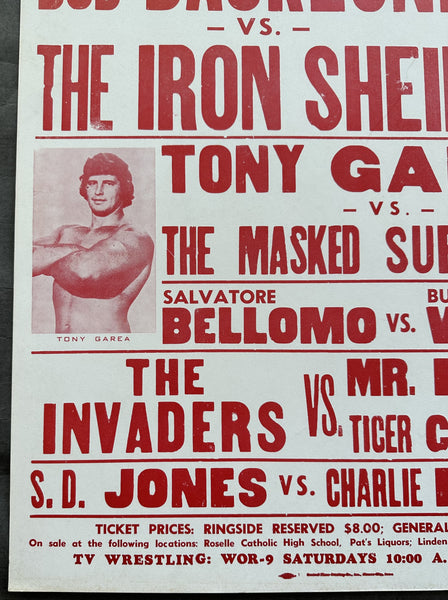 — VS. —
THE IRON SHEI
TONY GA
— VS. —
THE MASKED SU
TONY GAREA
SALVATORE
BELLOMO VS.
THE INVADERS VS. MR.
TIGER G
S. D. JONES VS. CHARLIE
TICKET PRICES: RINGSIDE RESERVED $8.00; GENERAL
On sale at the following locations: Roselle Catholic High School, Pat's Liquors; Linden
TV WRESTLING: WOR-9 SATURDAYS 10:00 A.